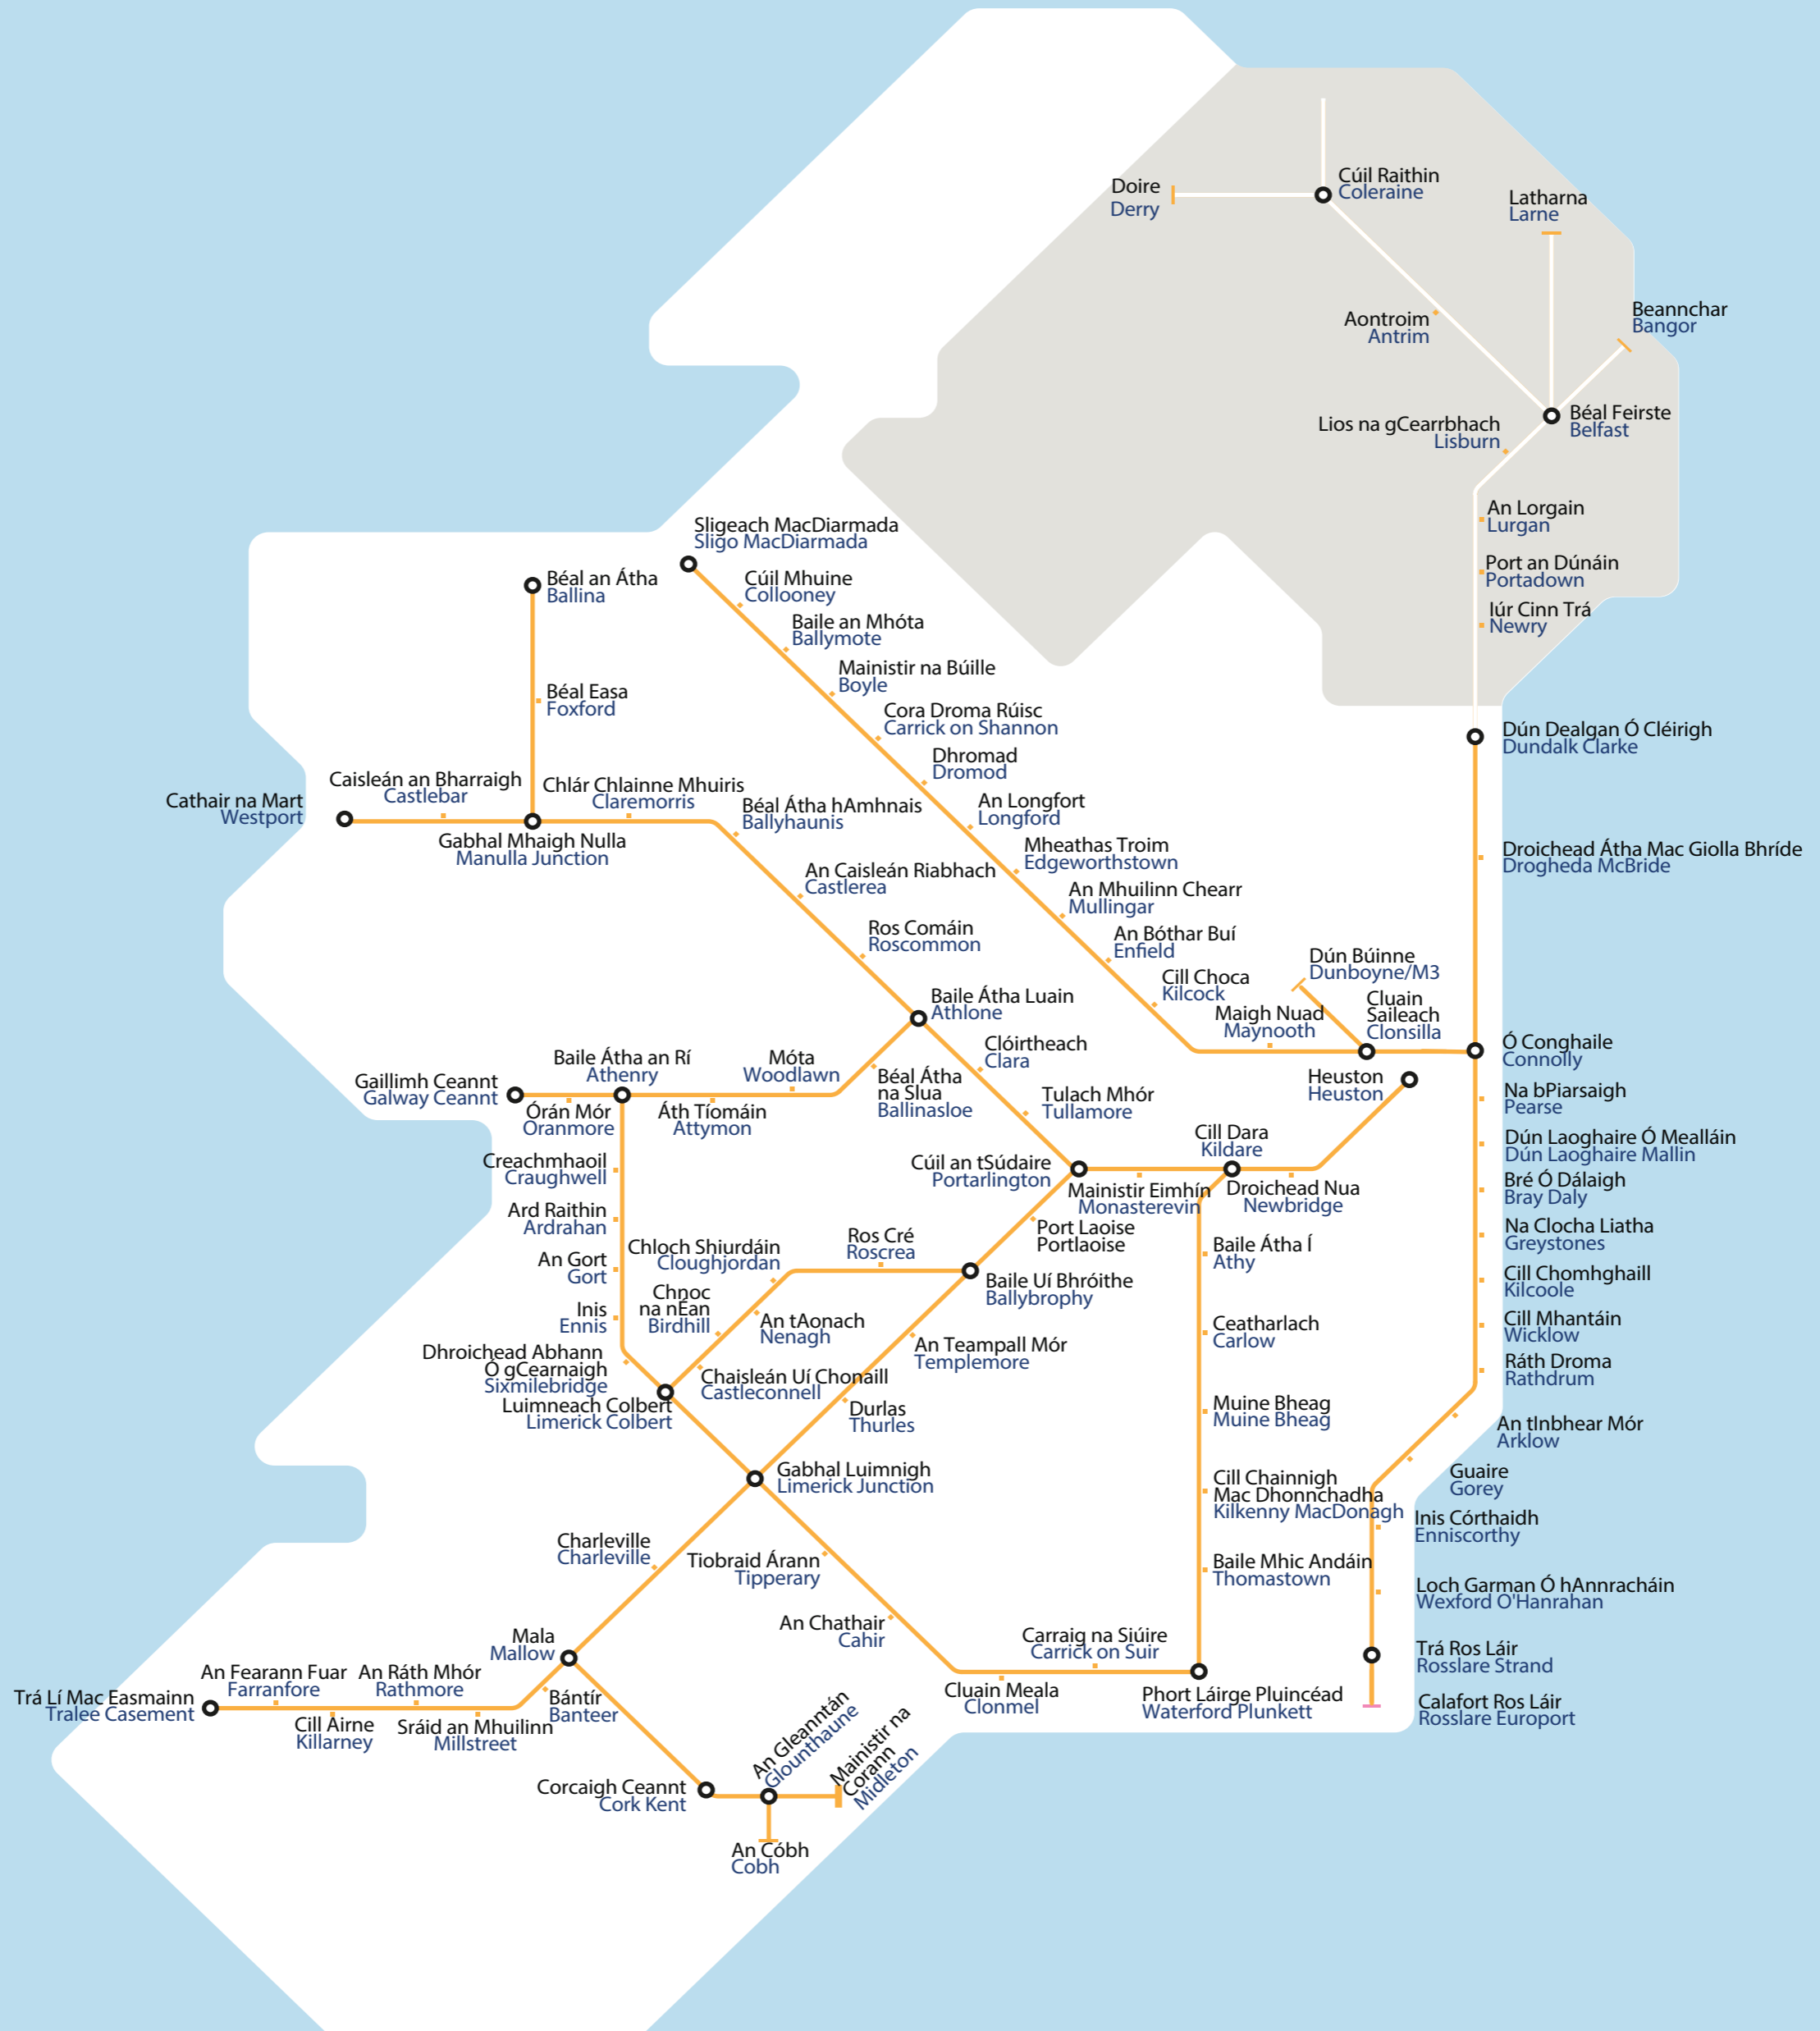 Doire
Derry
Cúil Raithin
Coleraine
Latharna
Larne
Aontroim
Antrim
Beannchar
Bangor
Lios na gCearrbhach
Lisburn
Béal Feirste
Belfast
An Lorgain
Lurgan
Port an Dúnáin
Portadown
Iúr Cinn Trá
Newry
Sligeach MacDiarmada
Sligo MacDiarmada
Cúil Mhuine
Collooney
Baile an Mhóta
Ballymote
Mainistir na Búille
Boyle
Cora Droma Rúisc
Carrick on Shannon
Dhromad
Dromod
An Longfort
Longford
Mheathas Troim
Edgeworthstown
An Mhuilinn Chearr
Mullingar
An Bóthar Buí
Enfield
Cill Choca
Kilcock
Maigh Nuad
Maynooth
Dún Búinne
Dunboyne/M3
Cluain
Saileach
Clonsilla
Béal an Átha
Ballina
Béal Easa
Foxford
Cathair na Mart
Westport
Caisleán an Bharraigh
Castlebar
Gabhal Mhaigh Nulla
Manulla Junction
Chlár Chlainne Mhuiris
Claremorris
Béal Átha hAmhnais
Ballyhaunis
An Caisleán Riabhach
Castlerea
Ros Comáin
Roscommon
Baile Átha Luain
Athlone
Clóirtheach
Clara
Tulach Mhór
Tullamore
Gaillimh Ceannt
Galway Ceannt
Órán Mór
Oranmore
Baile Átha an Rí
Athenry
Áth Tíomáin
Attymon
Móta
Woodlawn
Béal Átha
na Slua
Ballinasloe
Creachmhaoil
Craughwell
Ard Raithin
Ardrahan
An Gort
Gort
Inis
Ennis
Dhroichead Abhann
Ó gCearnaigh
Sixmilebridge
Luimneach Colbert
Limerick Colbert
Chloch Shiurdáin
Cloughjordan
Chnoc
na nÉan
Birdhill
Ros Cré
Roscrea
An tAonach
Nenagh
Chaisleán Uí Chonaill
Castleconnell
Cúil an tSúdaire
Portarlington
Mainistir Eimhín
Monasterevin
Cill Dara
Kildare
Droichead Nua
Newbridge
Heuston
Heuston
Port Laoise
Portlaoise
Baile Uí Bhróithe
Ballybrophy
An Teampall Mór
Templemore
Durlas
Thurles
Gabhal Luimnigh
Limerick Junction
Baile Átha Í
Athy
Ceatharlach
Carlow
Muine Bheag
Muine Bheag
Cill Chainnigh
Mac Dhonnchadha
Kilkenny MacDonagh
Baile Mhic Andáin
Thomastown
Phort Láirge Pluincéad
Waterford Plunkett
Charleville
Charleville
Tiobraid Árann
Tipperary
An Chathair
Cahir
Cluain Meala
Clonmel
Carraig na Siúire
Carrick on Suir
Mala
Mallow
Bántír
Banteer
Sráid an Mhuilinn
Millstreet
An Ráth Mhór
Rathmore
Cill Airne
Killarney
An Fearann Fuar
Farranfore
Trá Lí Mac Easmainn
Tralee Casement
Corcaigh Ceannt
Cork Kent
An Gleanntán
Glounthaune
Mainistir na
Corann
Midleton
An Cóbh
Cobh
Dún Dealgan Ó Cléirigh
Dundalk Clarke
Droichead Átha Mac Giolla Bhríde
Drogheda McBride
Ó Conghaile
Connolly
Na bPiarsaigh
Pearse
Dún Laoghaire Ó Mealláin
Dún Laoghaire Mallin
Bré Ó Dálaigh
Bray Daly
Na Clocha Liatha
Greystones
Cill Chomhghaill
Kilcoole
Cill Mhantáin
Wicklow
Ráth Droma
Rathdrum
An tInbhear Mór
Arklow
Guaire
Gorey
Inis Córthaidh
Enniscorthy
Loch Garman Ó hAnnracháin
Wexford O'Hanrahan
Trá Ros Láir
Rosslare Strand
Calafort Ros Láir
Rosslare Europort